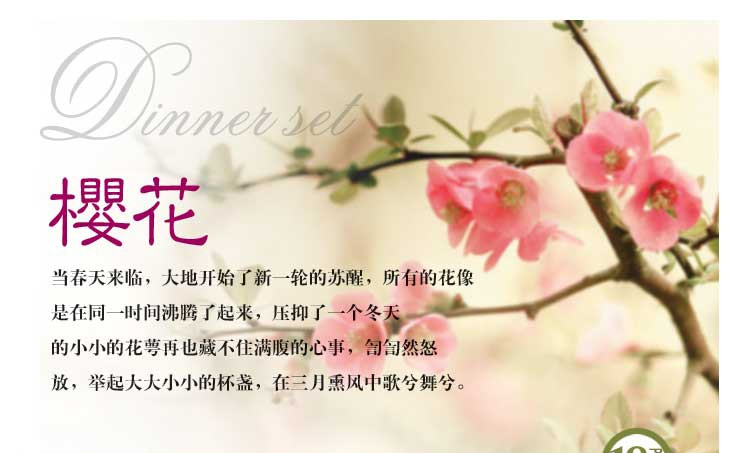 Dinner set
櫻花
当春天来临，大地开始了新一轮的苏醒，所有的花像
是在同一时间沸腾了起来，压抑了一个冬天
的小小的花萼再也藏不住满腹的心事，訇訇然怒
放，举起大大小小的杯盏，在三月熏风中歌兮舞兮。